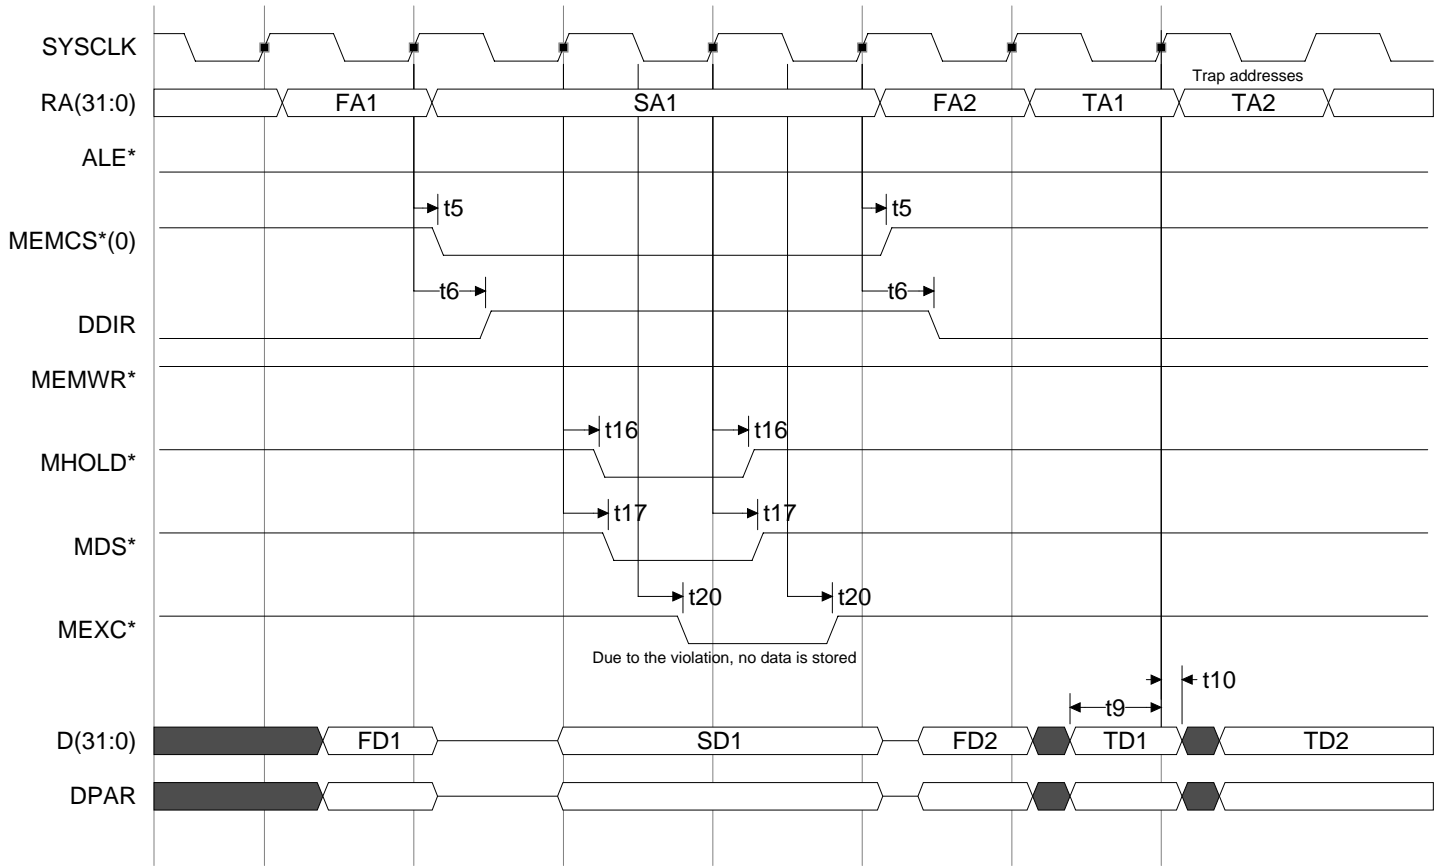 SYSCLK
Trap addresses
RA(31:0) FA1 SA1 FA2 TA1 TA2
ALE*
t5 t5
MEMCS*(0)
t6 t6
DDIR
MEMWR*
t16 t16
MHOLD*
t17 t17
MDS*
t20 t20
MEXC*
Due to the violation, no data is stored
t10
t9
D(31:0) FD1 SD1 FD2 TD1 TD2
DPAR